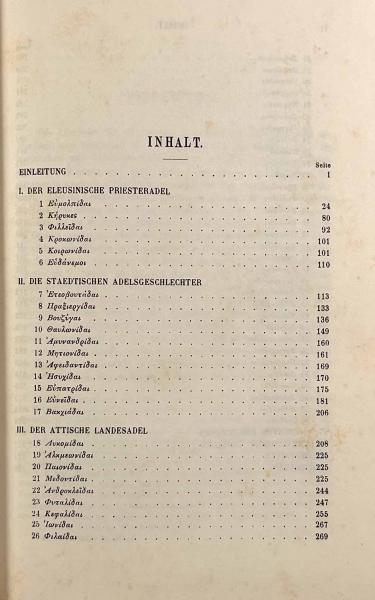 INHALT.
Seite
EINLEITUNG . . . . . . . . . . . . . . . . . 1
I. DER ELEUSINISCHE PRIESTERADEL
1 Εὐμολπίδαι . . . . . . . . . . . . . . . 24
2 Κήρυκες . . . . . . . . . . . . . . . 80
3 Φιλλεῖδαι . . . . . . . . . . . . . . . 92
4 Κροκωνίδαι . . . . . . . . . . . . . . . 101
5 Κοιρωνίδαι . . . . . . . . . . . . . . . 101
6 Εὐδάνεμοι . . . . . . . . . . . . . . . 110
II. DIE STAEDTISCHEN ADELSGESCHLECHTER
7 Ἐτεοβουτάδαι . . . . . . . . . . . . . . . 113
8 Πραξιεργίδαι . . . . . . . . . . . . . . . 133
9 Βουζύγαι . . . . . . . . . . . . . . . 136
10 Θαυλωνίδαι . . . . . . . . . . . . . . . 149
11 Ἀμυνανδρίδαι . . . . . . . . . . . . . . . 160
12 Μητιονίδαι . . . . . . . . . . . . . . . 161
13 Ἀφειδαντίδαι . . . . . . . . . . . . . . . 169
14 Ἡσυχίδαι . . . . . . . . . . . . . . . 170
15 Εὐπατρίδαι . . . . . . . . . . . . . . . 175
16 Εὐνεῖδαι . . . . . . . . . . . . . . . 181
17 Βακχιάδαι . . . . . . . . . . . . . . . 206
III. DER ATTISCHE LANDESADEL
18 Λυκομίδαι . . . . . . . . . . . . . . . 208
19 Ἀλκμεωνίδαι . . . . . . . . . . . . . . . 225
20 Παιονίδαι . . . . . . . . . . . . . . . 225
21 Μεδοντίδαι . . . . . . . . . . . . . . . 225
22 Ἀνδροκλεῖδαι . . . . . . . . . . . . . . . 244
23 Φυταλίδαι . . . . . . . . . . . . . . . 247
24 Κεφαλίδαι . . . . . . . . . . . . . . . 255
25 Ἰωνίδαι . . . . . . . . . . . . . . . 267
26 Φιλαΐδαι . . . . . . . . . . . . . . . 269